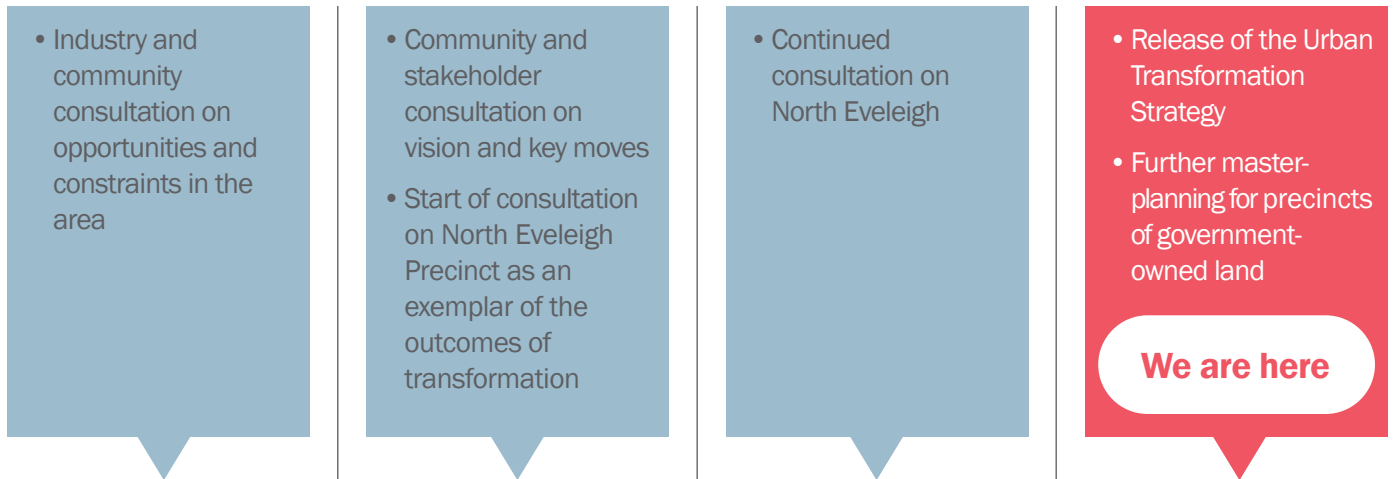 • Industry and
community
consultation on
opportunities and
constraints in the
area
• Community and
stakeholder
consultation on
vision and key moves
• Start of consultation
on North Eveleigh
Precinct as an
exemplar of the
outcomes of
transformation
• Continued
consultation on
North Eveleigh
• Release of the Urban
Transformation
Strategy
• Further master-
planning for precincts
of government-
owned land
We are here